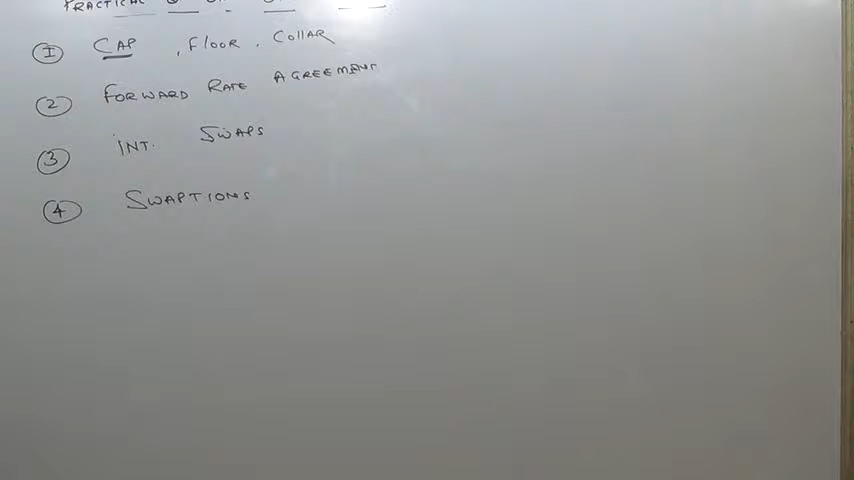 PRACTICAL
① CAP , Floor , Collar
② FORWARD RATE AGREEMENT
③ INT. SWAPS
④ SWAPTIONS